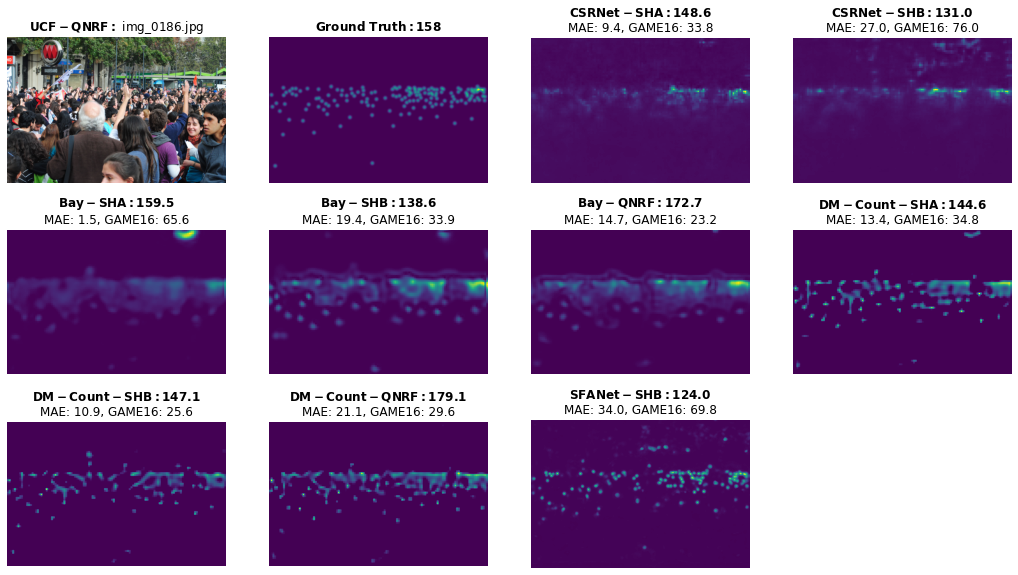 UCF − QNRF: img_0186.jpg
Ground Truth: 158
CSRNet − SHA: 148.6
MAE: 9.4, GAME16: 33.8
CSRNet − SHB: 131.0
MAE: 27.0, GAME16: 76.0
Bay − SHA: 159.5
MAE: 1.5, GAME16: 65.6
Bay − SHB: 138.6
MAE: 19.4, GAME16: 33.9
Bay − QNRF: 172.7
MAE: 14.7, GAME16: 23.2
DM − Count − SHA: 144.6
MAE: 13.4, GAME16: 34.8
DM − Count − SHB: 147.1
MAE: 10.9, GAME16: 25.6
DM − Count − QNRF: 179.1
MAE: 21.1, GAME16: 29.6
SFANet − SHB: 124.0
MAE: 34.0, GAME16: 69.8